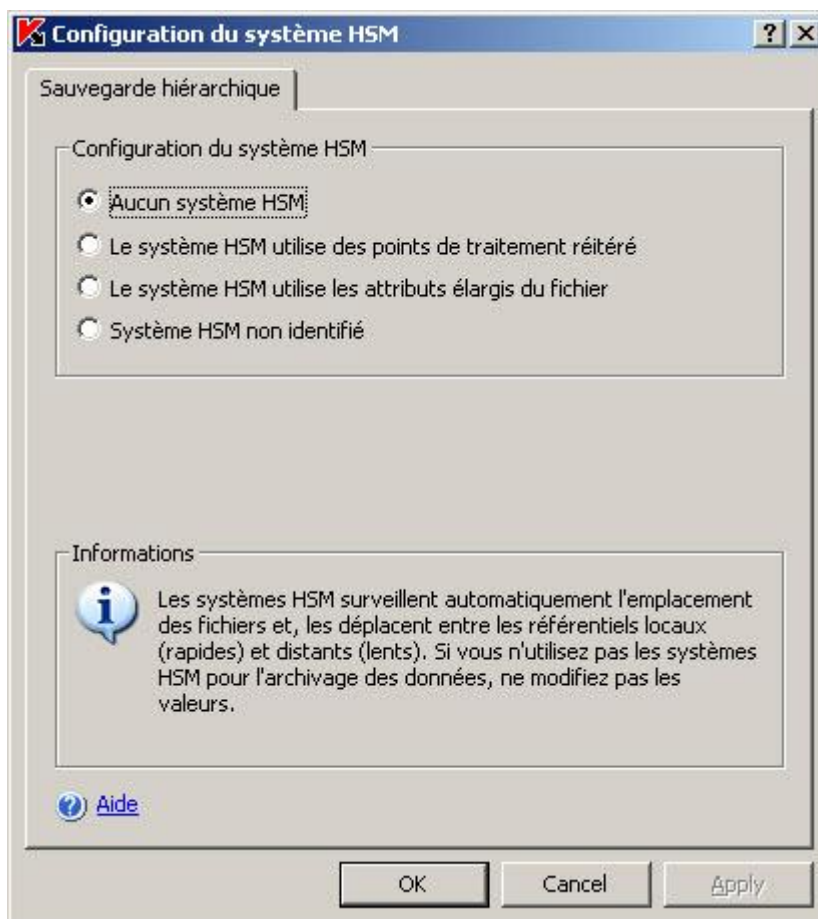 Configuration du système HSM
Sauvegarde hiérarchique
Configuration du système HSM
Aucun système HSM
Le système HSM utilise des points de traitement réitéré
Le système HSM utilise les attributs élargis du fichier
Système HSM non identifié
Informations
Les systèmes HSM surveillent automatiquement l'emplacement
des fichiers et, les déplacent entre les référentiels locaux
(rapides) et distants (lents). Si vous n'utilisez pas les systèmes
HSM pour l'archivage des données, ne modifiez pas les
valeurs.
Aide
OK
Cancel
Apply